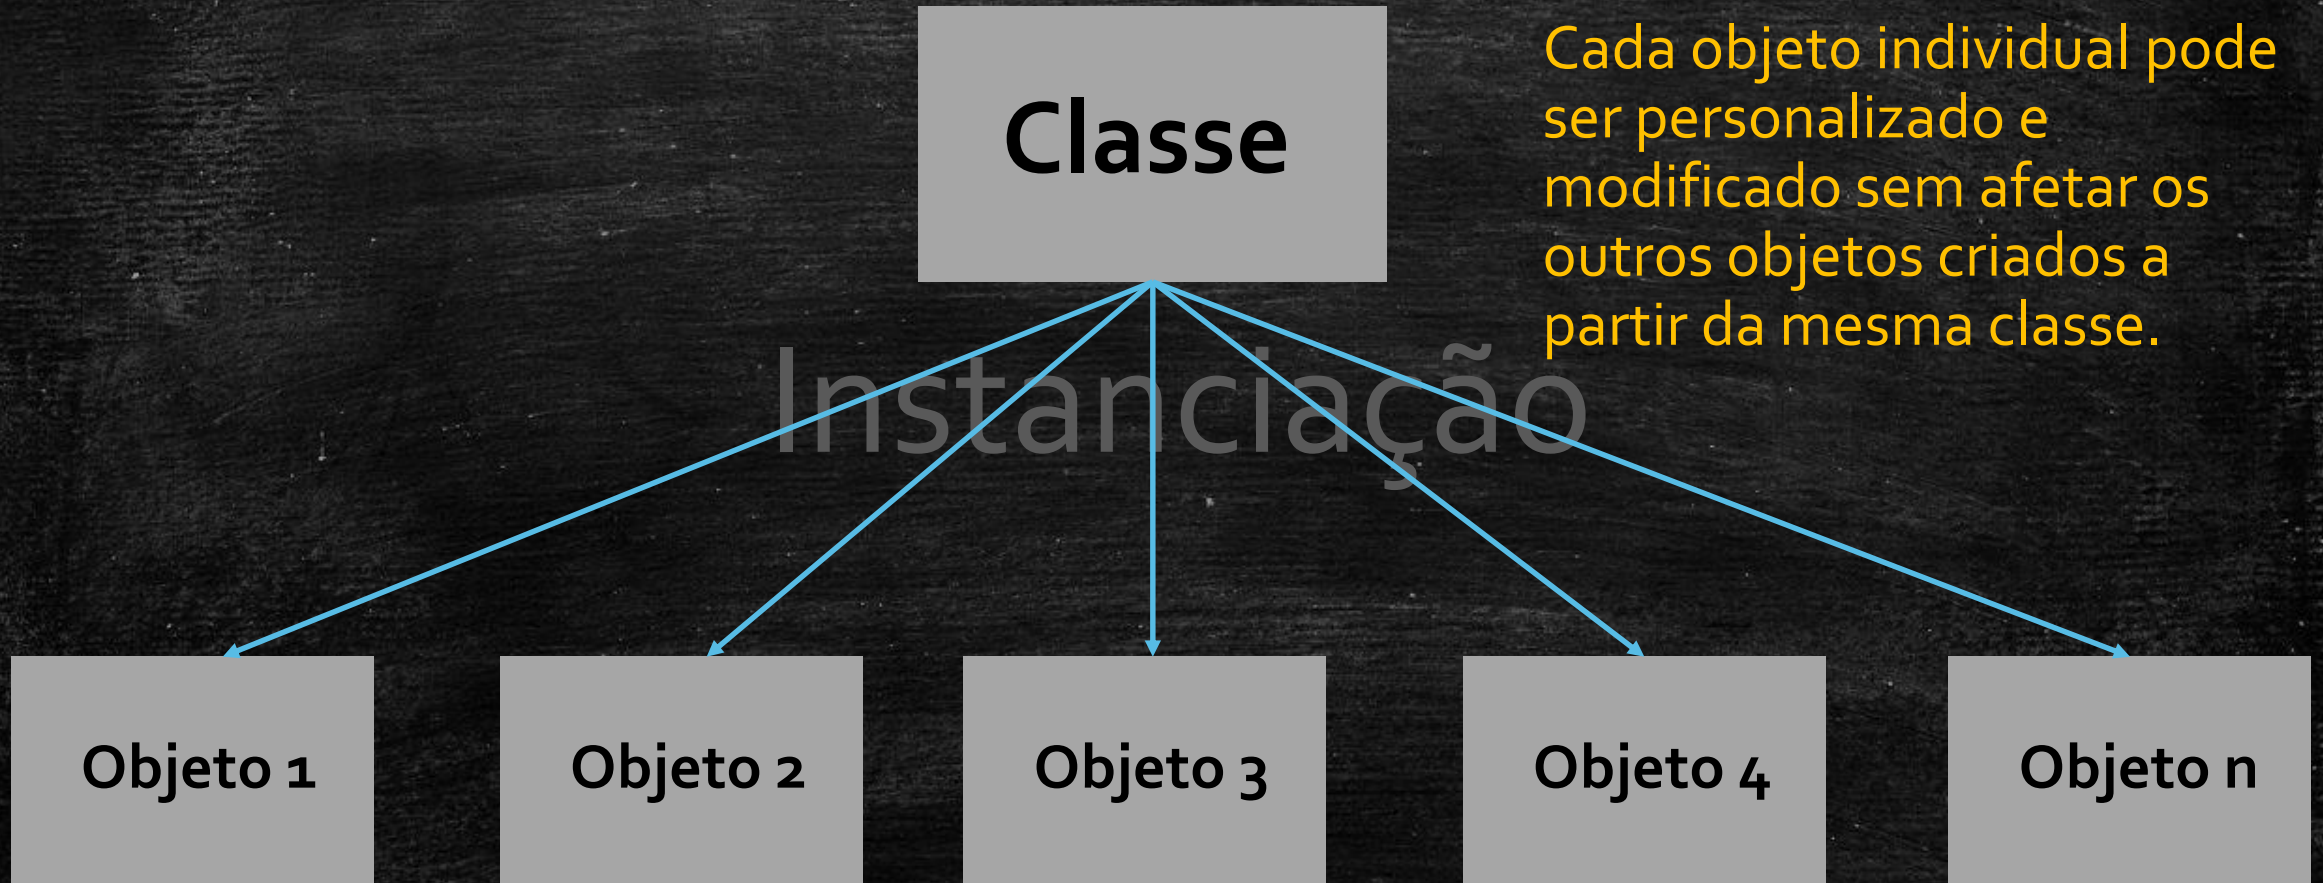 Classe
Cada objeto individual pode
ser personalizado e
modificado sem afetar os
outros objetos criados a
partir da mesma classe.
Instanciação
Objeto 1
Objeto 2
Objeto 3
Objeto 4
Objeto n